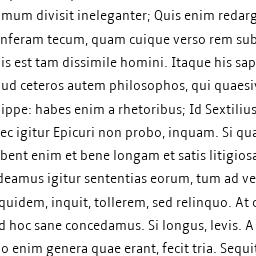 mum divisit ineleganter; Quis enim redarg
nferam tecum, quam cuique verso rem sub
is est tam dissimile homini. Itaque his sap
ud ceteros autem philosophos, qui quaesiv
ippe: habes enim a rhetoribus; Id Sextilius
ec igitur Epicuri non probo, inquam. Si qua
bent enim et bene longam et satis litigiosa
deamus igitur sententias eorum, tum ad ve
quidem, inquit, tollerem, sed relinquo. At c
d hoc sane concedamus. Si longus, levis. A
o enim genera quae erant, fecit tria. Sequit